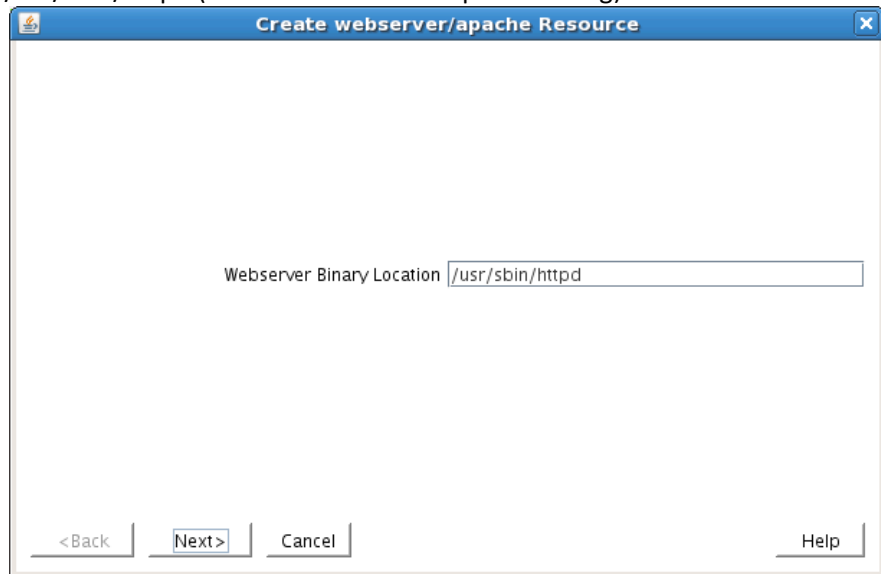 Create webserver/apache Resource
Webserver Binary Location /usr/sbin/httpd
<Back Next> Cancel Help